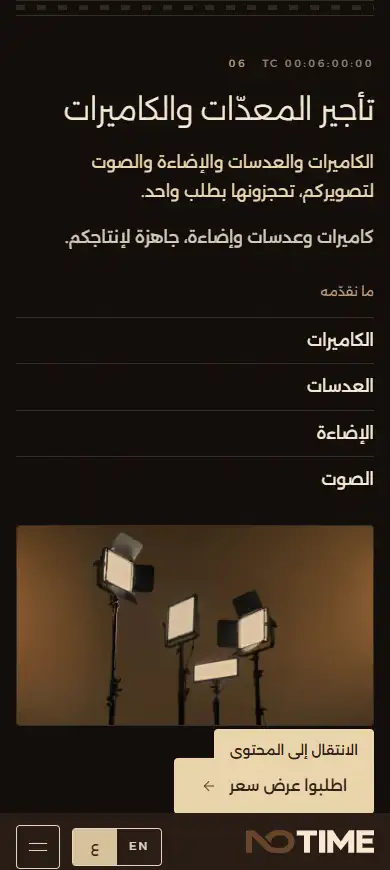 06 TC 00:06:00:00
تأجير المعدّات والكاميرات
الكاميرات والعدسات والإضاءة والصوت
لتصويركم، تحجزونها بطلب واحد.
كاميرات وعدسات وإضاءة، جاهزة لإنتاجكم.
ما نقدّمه
الكاميرات
العدسات
الإضاءة
الصوت
الانتقال إلى المحتوى
اطلبوا عرض سعر ←
NOTIME
EN ع